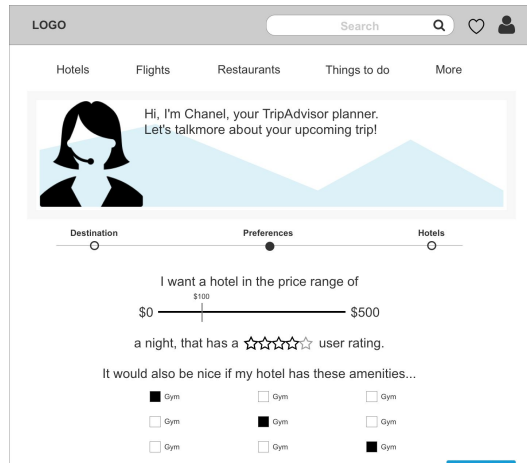 LOGO
Search
Hotels Flights Restaurants Things to do More
Hi, I'm Chanel, your TripAdvisor planner.
Let's talkmore about your upcoming trip!
Destination Preferences Hotels
I want a hotel in the price range of
$100
$0 $500
a night, that has a user rating.
It would also be nice if my hotel has these amenities...
Gym Gym Gym
Gym Gym Gym
Gym Gym Gym